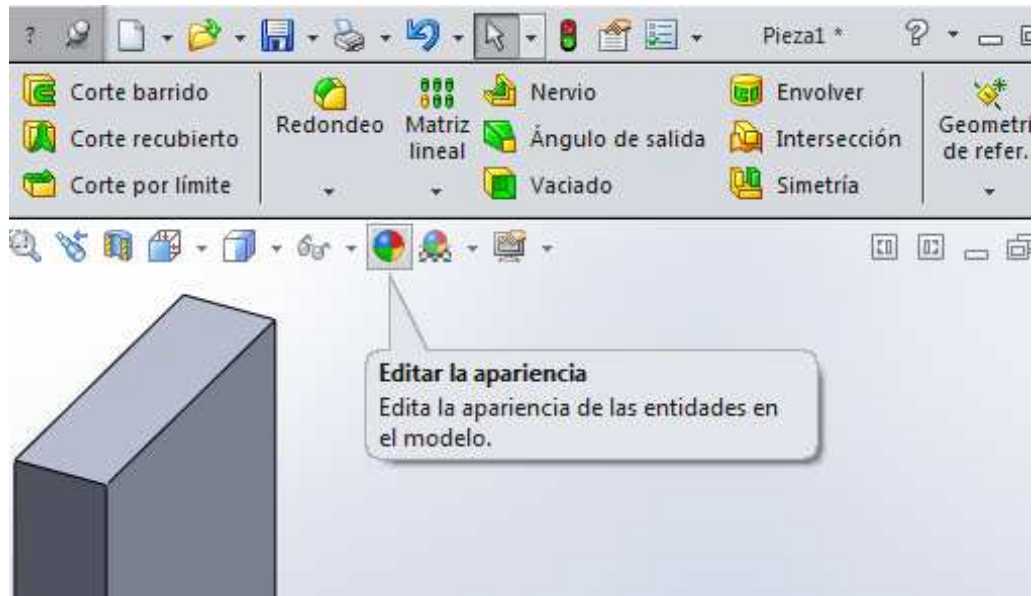 ? Pieza1 * ?
Corte barrido
Corte recubierto
Corte por límite
Redondeo
Matriz
lineal
Nervio
Ángulo de salida
Vaciado
Envolver
Intersección
Simetría
Geometrí
de refer.
Editar la apariencia
Edita la apariencia de las entidades en
el modelo.